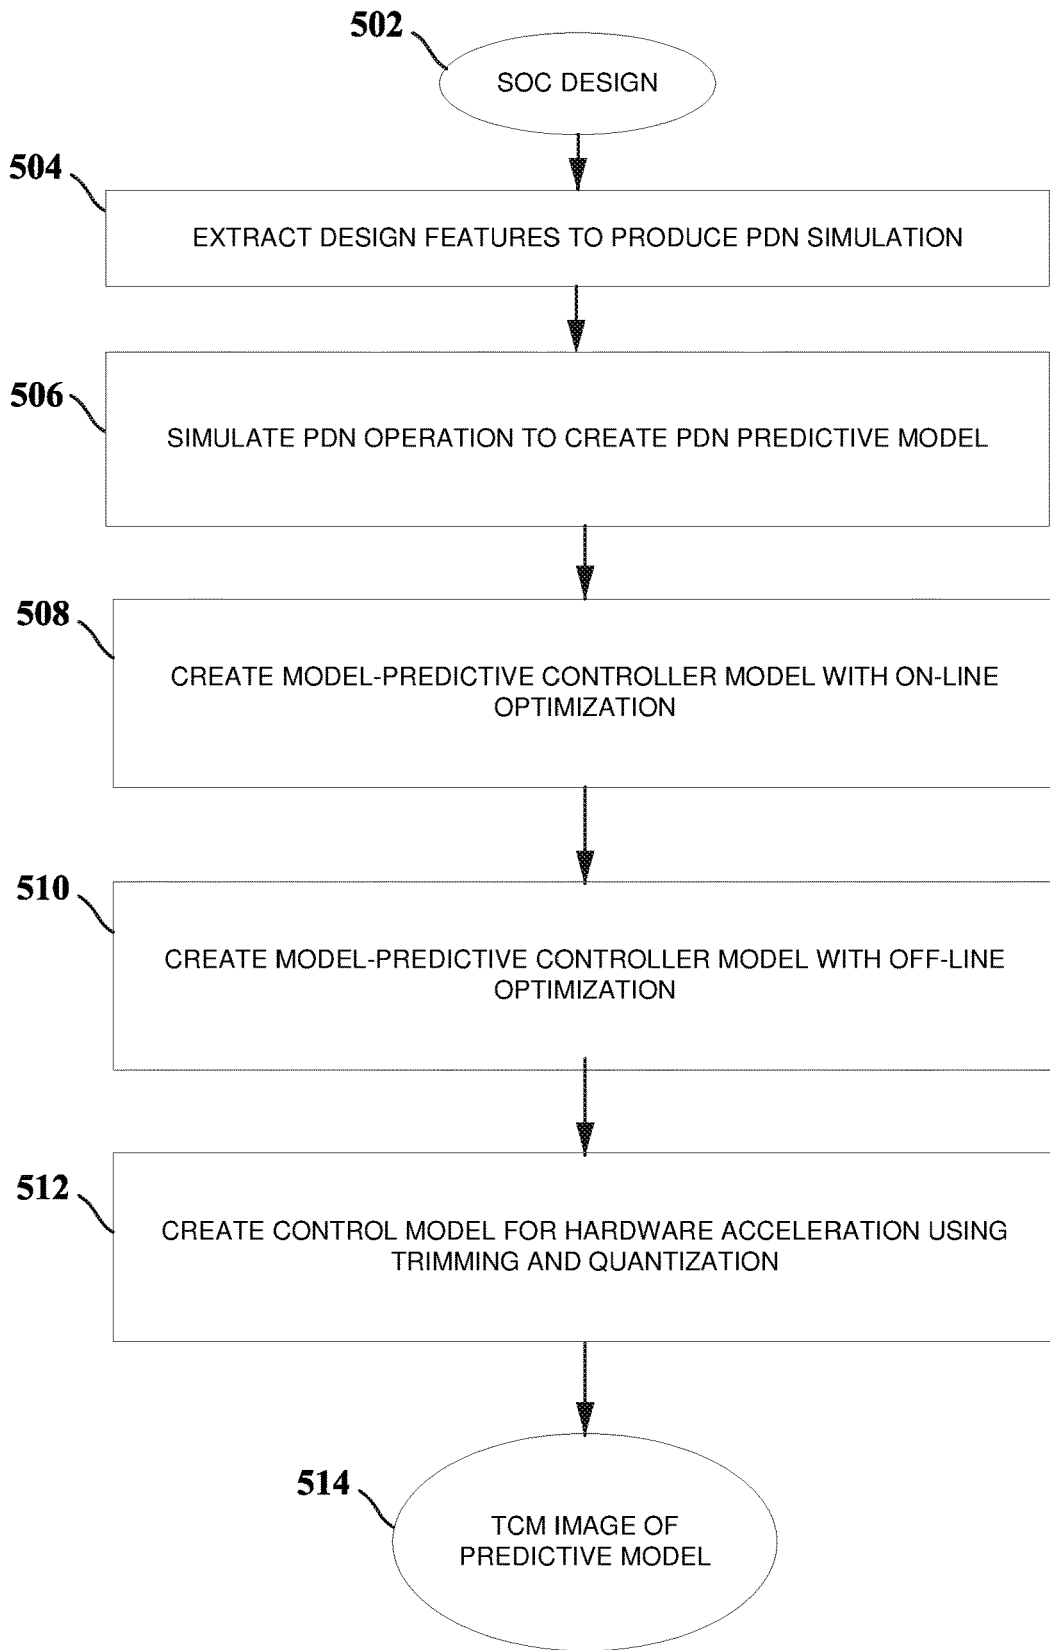 502
SOC DESIGN
504
EXTRACT DESIGN FEATURES TO PRODUCE PDN SIMULATION
506
SIMULATE PDN OPERATION TO CREATE PDN PREDICTIVE MODEL
508
CREATE MODEL-PREDICTIVE CONTROLLER MODEL WITH ON-LINE
OPTIMIZATION
510
CREATE MODEL-PREDICTIVE CONTROLLER MODEL WITH OFF-LINE
OPTIMIZATION
512
CREATE CONTROL MODEL FOR HARDWARE ACCELERATION USING
TRIMMING AND QUANTIZATION
514
TCM IMAGE OF
PREDICTIVE MODEL